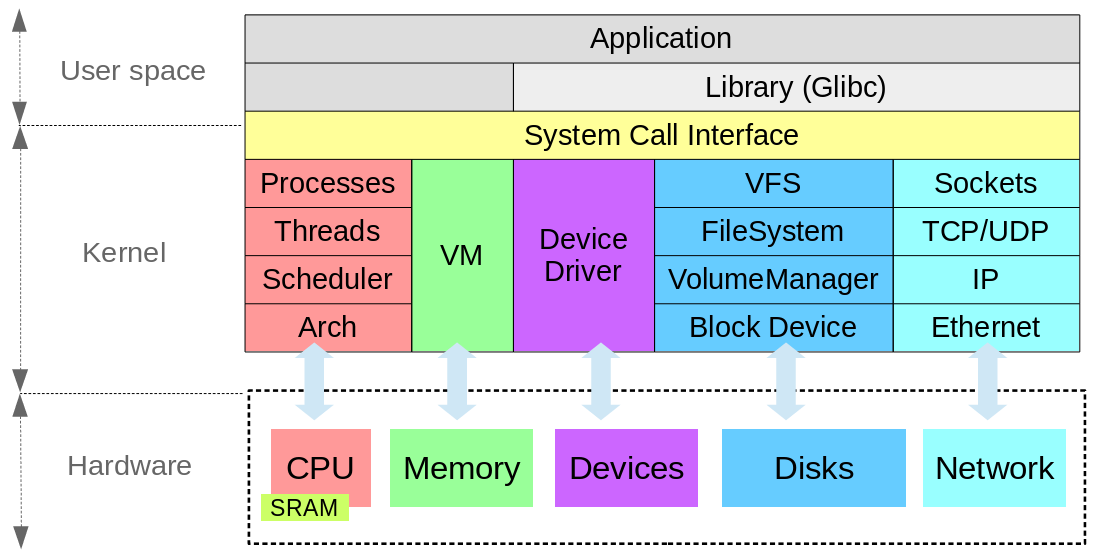 Application
User space
Library (Glibc)
System Call Interface
Processes
VFS
Sockets
Threads
FileSystem
TCP/UDP
Kernel
VM
Device
Driver
Scheduler
VolumeManager
IP
Arch
Block Device
Ethernet
Hardware
CPU
Memory
Devices
Disks
Network
SRAM